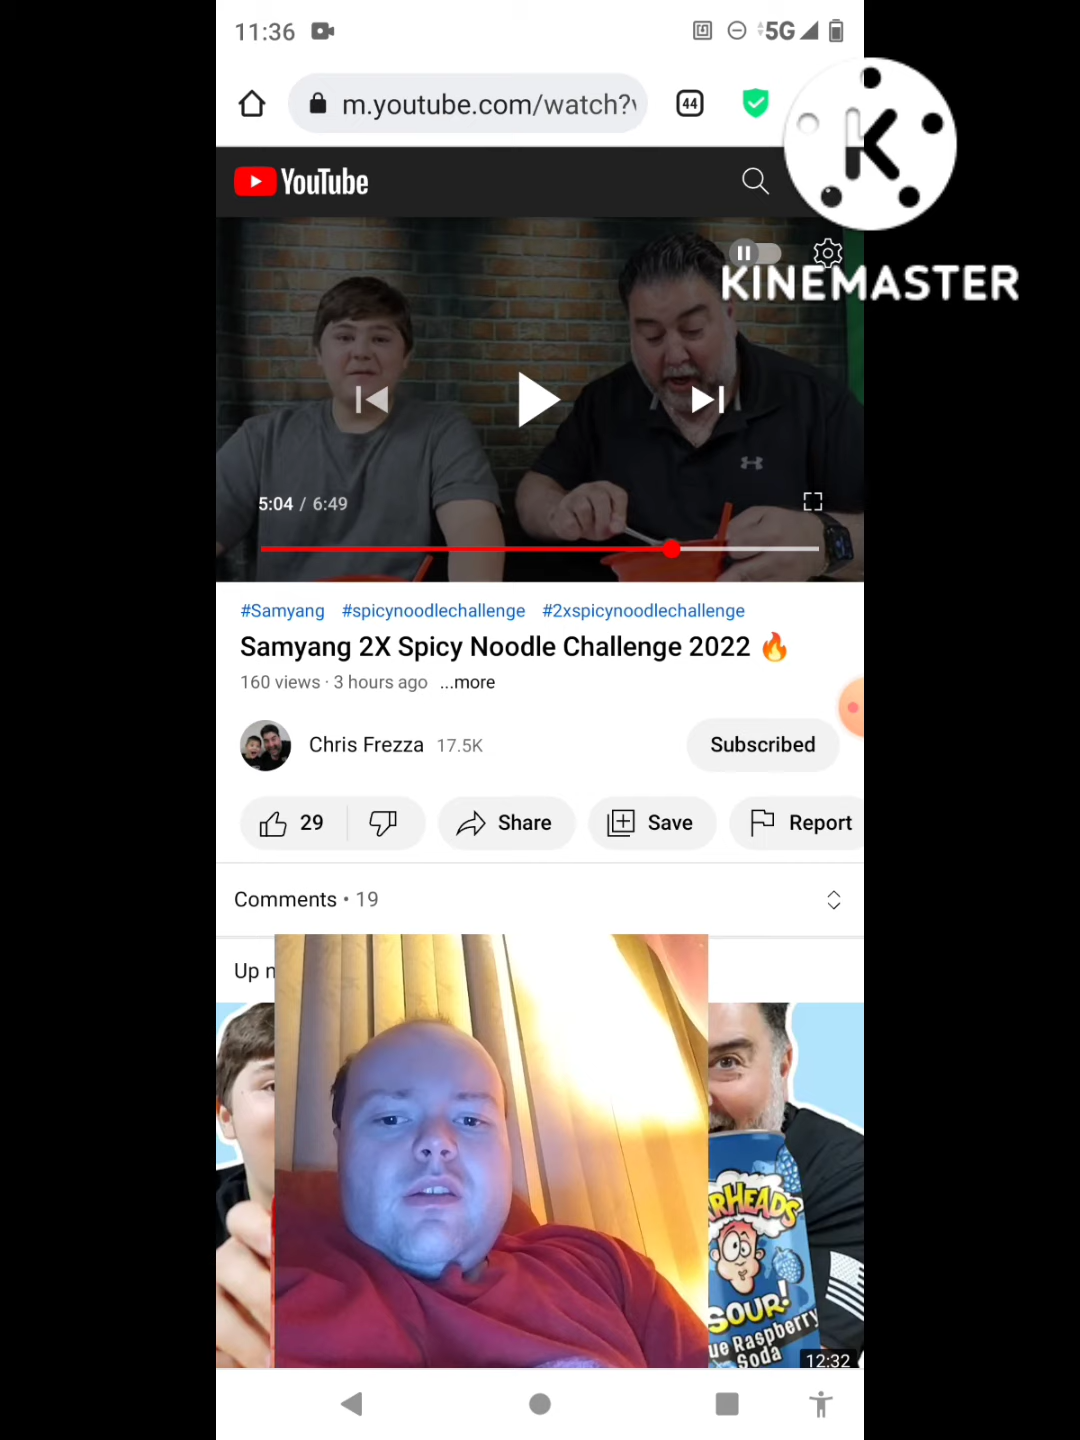 11:36
5G
m.youtube.com/watch?v
44
K
KINEMASTER
YouTube
5:04 / 6:49
#Samyang #spicynoodlechallenge #2xspicynoodlechallenge
Samyang 2X Spicy Noodle Challenge 2022 🔥
160 views · 3 hours ago ...more
Chris Frezza 17.5K
Subscribed
29
Share
Save
Report
Comments • 19
Up n
RHEADS
SOUR!
ue Raspberry
Soda
12:32